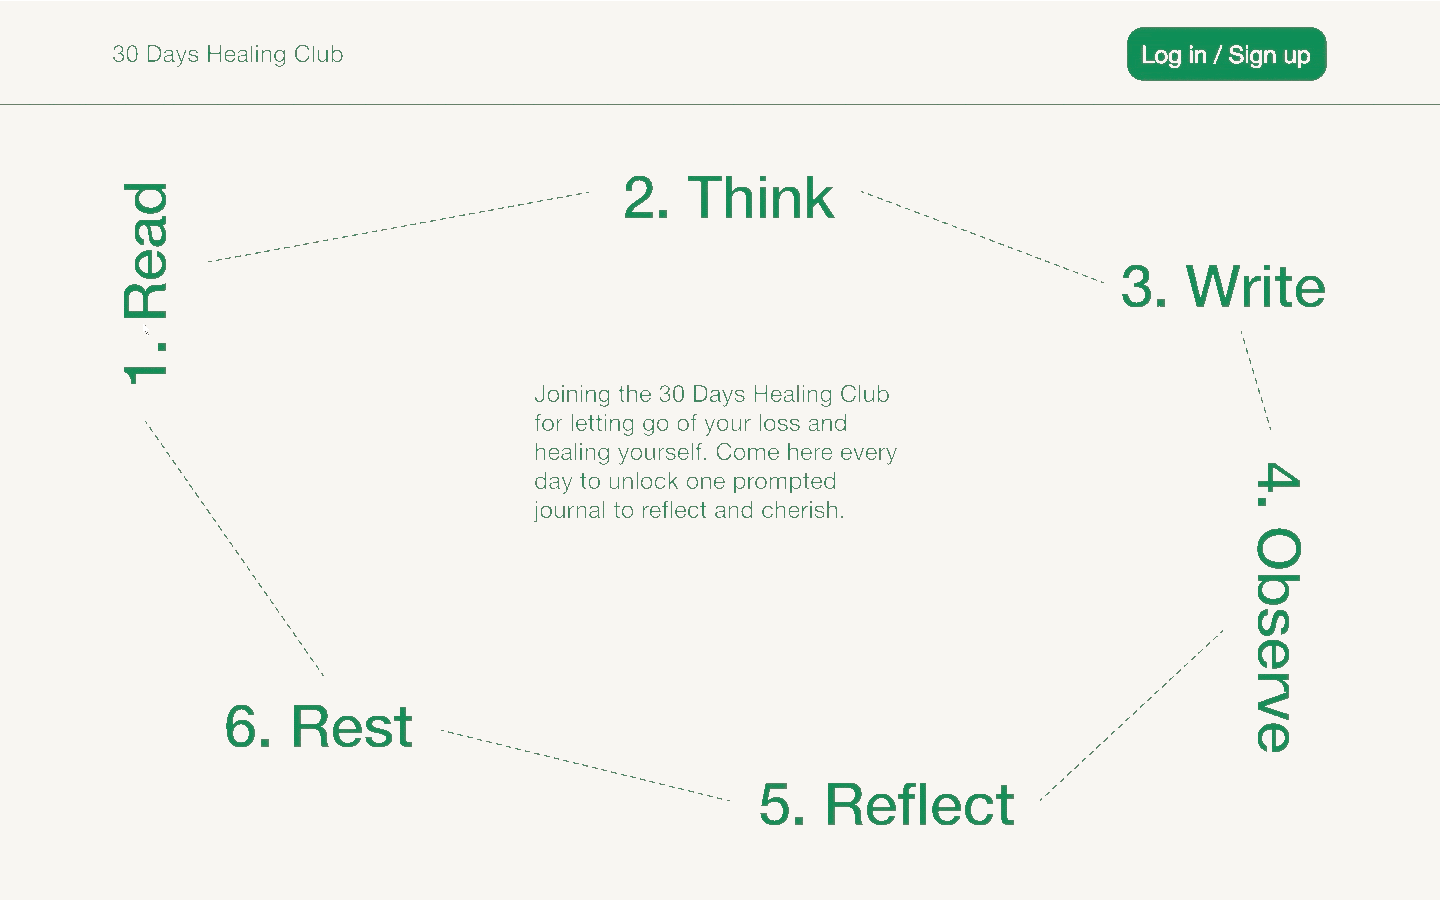 30 Days Healing Club
Log in / Sign up
1. Read
2. Think
3. Write
4. Observe
5. Reflect
6. Rest
Joining the 30 Days Healing Club
for letting go of your loss and
healing yourself. Come here every
day to unlock one prompted
journal to reflect and cherish.